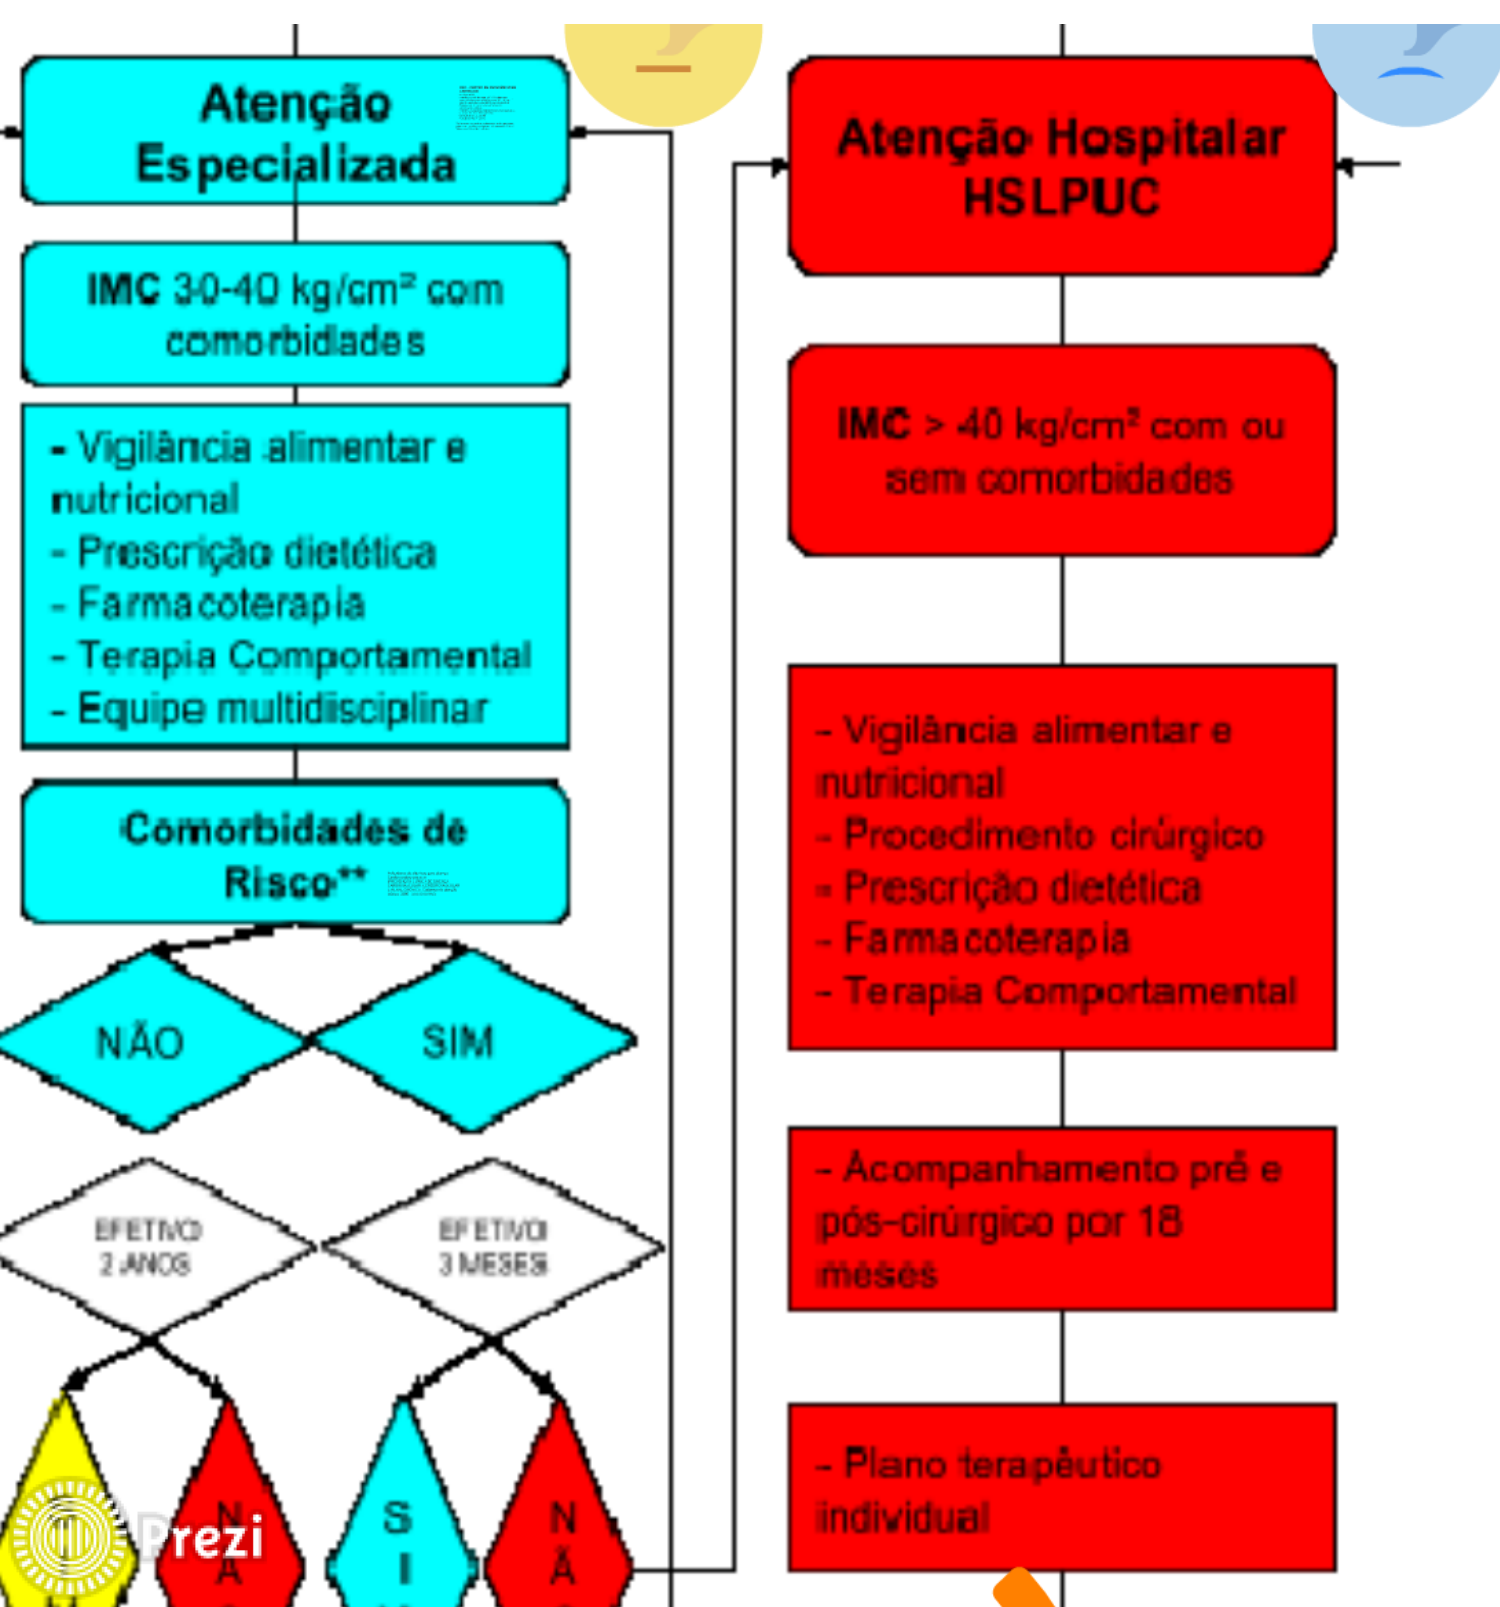 Atenção
Especializada
IMC 30-40 kg/cm² com
comorbidades
- Vigilância alimentar e
nutricional
- Prescrição dietética
- Farmacoterapia
- Terapia Comportamental
- Equipe multidisciplinar
Comorbidades de
Risco**
NÃO
SIM
EFETIVO
2 ANOS
EFETIVO
3 MESES
N
Ã
S
I
N
Ã
Prezi
Atenção Hospitalar
HSLPUC
IMC > 40 kg/cm² com ou
sem comorbidades
- Vigilância alimentar e
nutricional
- Procedimento cirúrgico
- Prescrição dietética
- Farmacoterapia
- Terapia Comportamental
- Acompanhamento pré e
pós-cirúrgico por 18
meses
- Plano terapêutico
individual